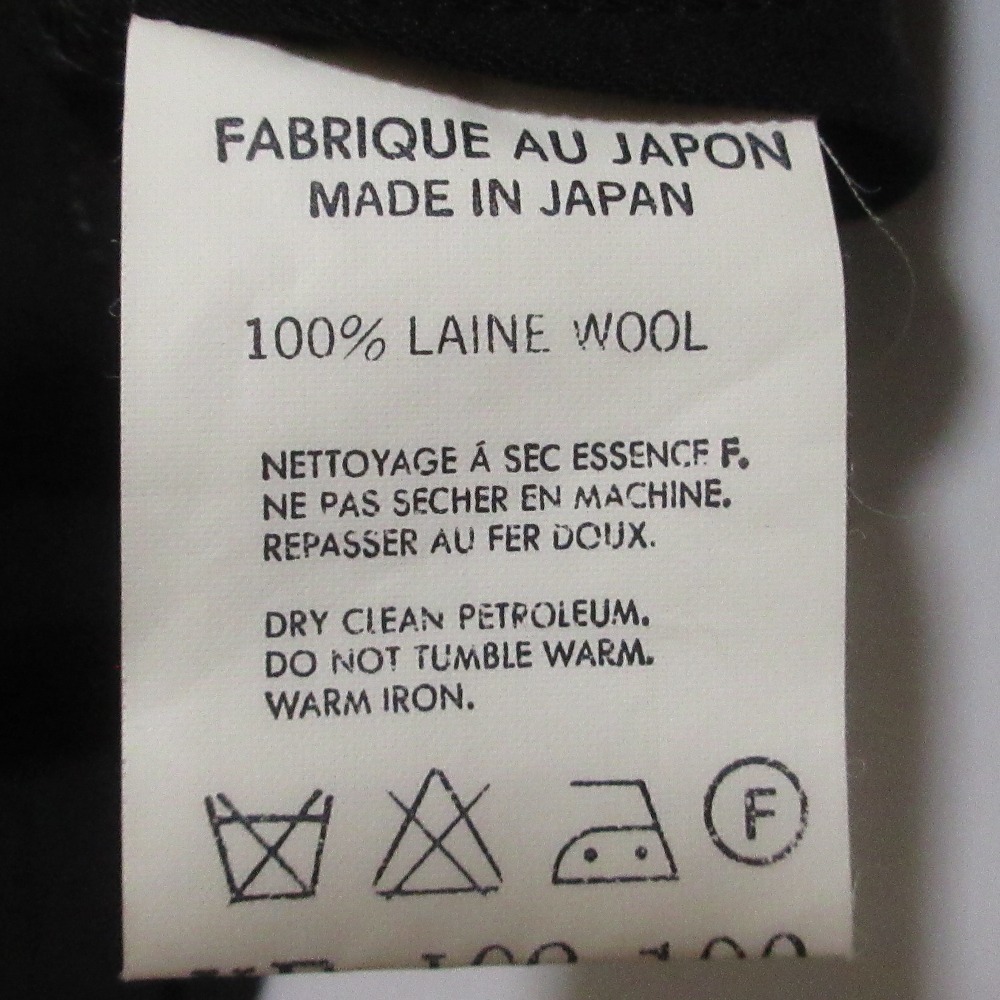 FABRIQUE AU JAPON
MADE IN JAPAN
100% LAINE WOOL
NETTOYAGE Á SEC ESSENCE F.
NE PAS SECHER EN MACHINE.
REPASSER AU FER DOUX.
DRY CLEAN PETROLEUM.
DO NOT TUMBLE WARM.
WARM IRON.
F